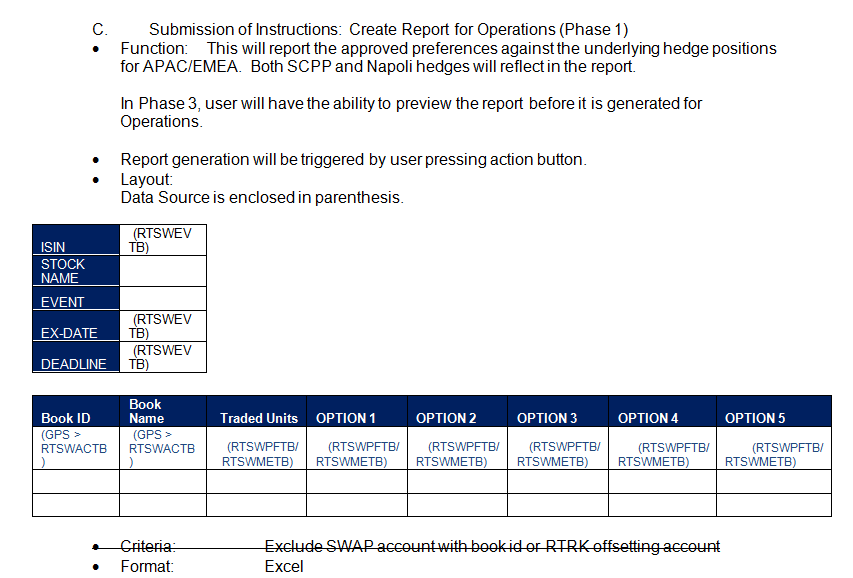 C. Submission of Instructions: Create Report for Operations (Phase 1)
• Function: This will report the approved preferences against the underlying hedge positions
for APAC/EMEA. Both SCPP and Napoli hedges will reflect in the report.
In Phase 3, user will have the ability to preview the report before it is generated for
Operations.
• Report generation will be triggered by user pressing action button.
• Layout:
Data Source is enclosed in parenthesis.
ISIN (RTSWEV
TB)
STOCK
NAME
EVENT
EX-DATE (RTSWEV
TB)
DEADLINE (RTSWEV
TB)
Book ID Book
Name Traded Units OPTION 1 OPTION 2 OPTION 3 OPTION 4 OPTION 5
(GPS > (GPS >
RTSWACTB RTSWACTB (RTSWPFTB/ (RTSWPFTB/ (RTSWPFTB/ (RTSWPFTB/ (RTSWPFTB/ (RTSWPFTB/
) ) RTSWMETB) RTSWMETB) RTSWMETB) RTSWMETB) RTSWMETB) RTSWMETB)
• Criteria: Exclude SWAP account with book id or RTRK offsetting account
• Format: Excel